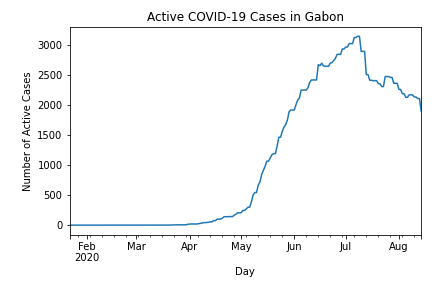 Active COVID-19 Cases in Gabon
Number of Active Cases
3000
2500
2000
1500
1000
500
0
Feb Mar Apr May Jun Jul Aug
2020
Day